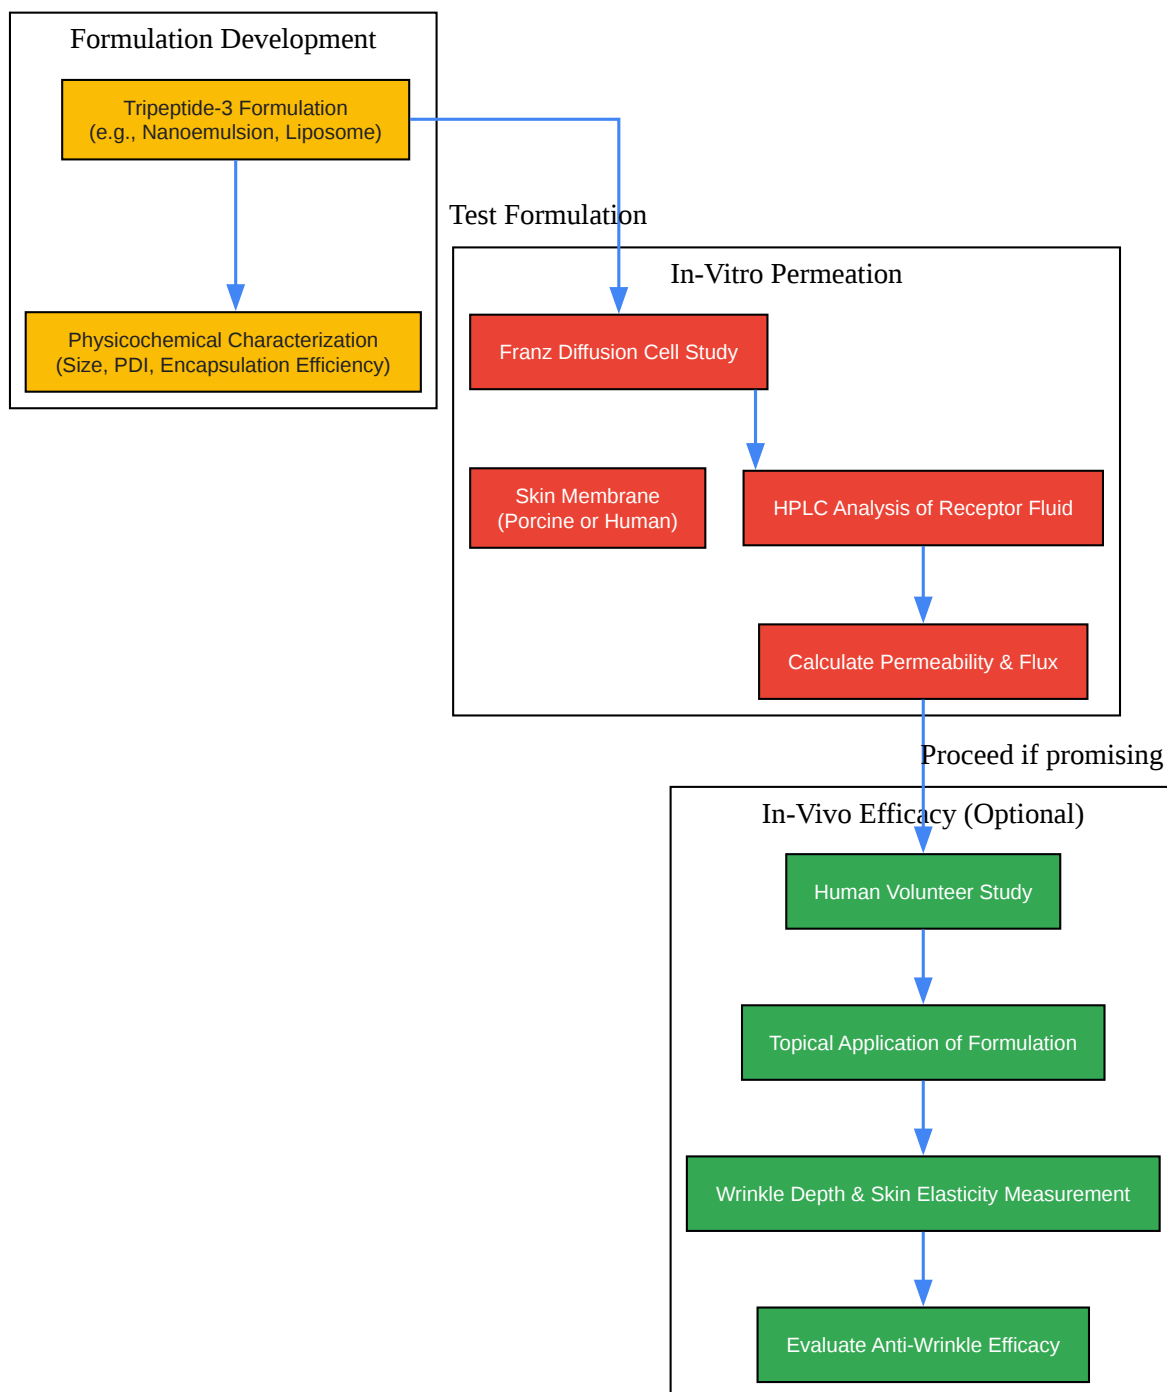 Formulation Development
Tripeptide-3 Formulation
(e.g., Nanoemulsion, Liposome)
Physicochemical Characterization
(Size, PDI, Encapsulation Efficiency)
Test Formulation
In-Vitro Permeation
Franz Diffusion Cell Study
Skin Membrane
(Porcine or Human)
HPLC Analysis of Receptor Fluid
Calculate Permeability & Flux
Proceed if promising
In-Vivo Efficacy (Optional)
Human Volunteer Study
Topical Application of Formulation
Wrinkle Depth & Skin Elasticity Measurement
Evaluate Anti-Wrinkle Efficacy